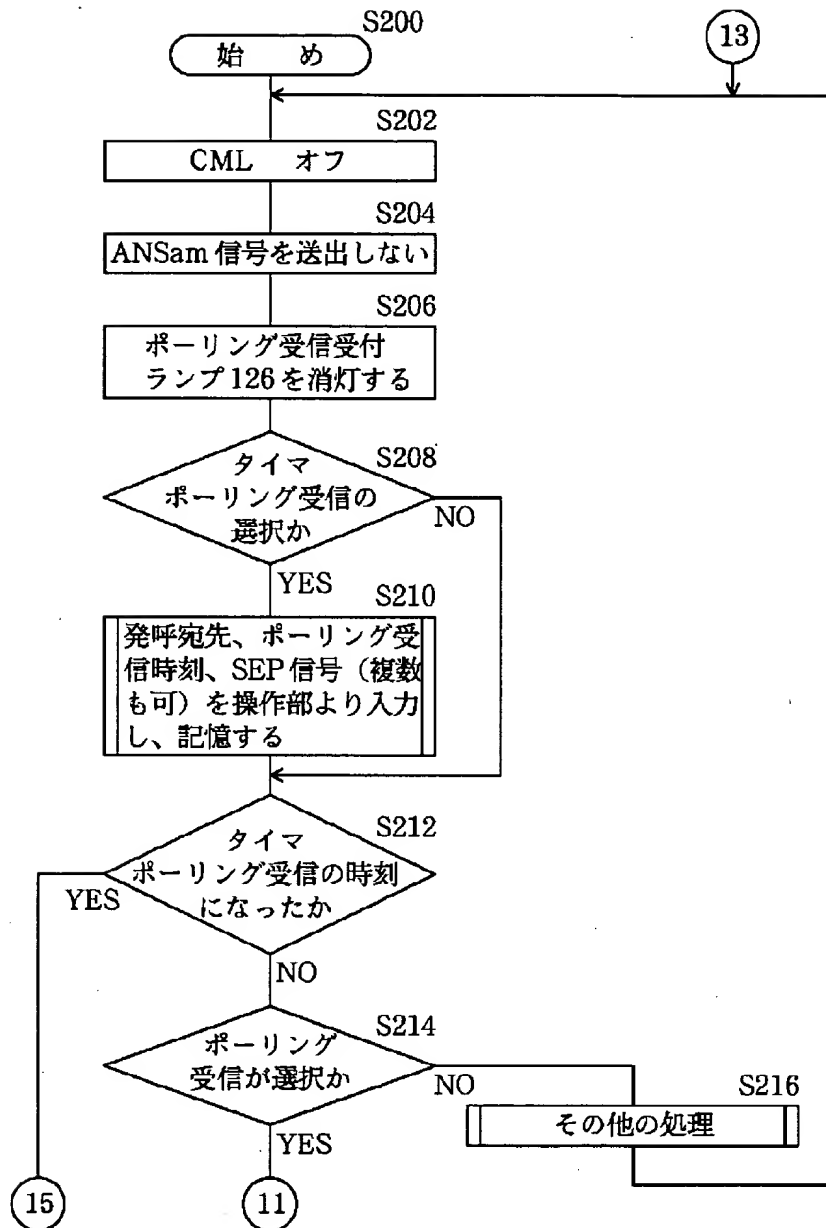 S200
始 め
13
S202
CML オフ
S204
ANSam 信号を送出しない
S206
ポーリング受信受付
ランプ126を消灯する
S208
タイマ
ポーリング受信の
選択か
NO
YES
S210
発呼宛先、ポーリング受
信時刻、SEP信号（複数
も可）を操作部より入力
し、記憶する
S212
タイマ
ポーリング受信の時刻
になったか
YES
NO
S214
ポーリング
受信が選択か
NO
S216
その他の処理
YES
15
11